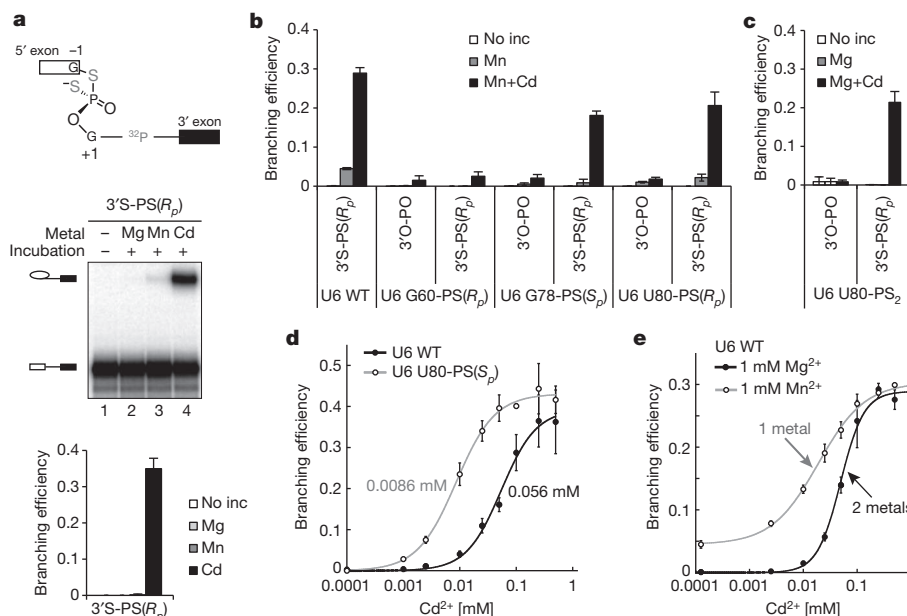 a
5′ exon
−1
G
S
⁻S
P
O
O
G
+1
32P
3′ exon
3′S-PS(Rp)
Metal − Mg Mn Cd
Incubation − + + +
1 2 3 4
Branching efficiency
0.4
0.3
0.2
0.1
0
No inc
Mg
Mn
Cd
3′S-PS(Rp)
b
Branching efficiency
0.4
0.3
0.2
0.1
0
No inc
Mn
Mn+Cd
3′S-PS(Rp)
3′O-PO
3′S-PS(Rp)
3′O-PO
3′S-PS(Rp)
3′O-PO
3′S-PS(Rp)
U6 WT
U6 G60-PS(Rp)
U6 G78-PS(Sp)
U6 U80-PS(Rp)
c
Branching efficiency
0.4
0.3
0.2
0.1
0
No inc
Mg
Mg+Cd
3′O-PO
3′S-PS(Rp)
U6 U80-PS2
d
U6 WT
U6 U80-PS(Sp)
Branching efficiency
0.5
0.4
0.3
0.2
0.1
0
0.0086 mM
0.056 mM
0.0001 0.001 0.01 0.1 1
Cd2+ [mM]
e
U6 WT
1 mM Mg2+
1 mM Mn2+
Branching efficiency
0.3
0.2
0.1
0
1 metal
2 metals
0.0001 0.001 0.01 0.1
Cd2+ [mM]